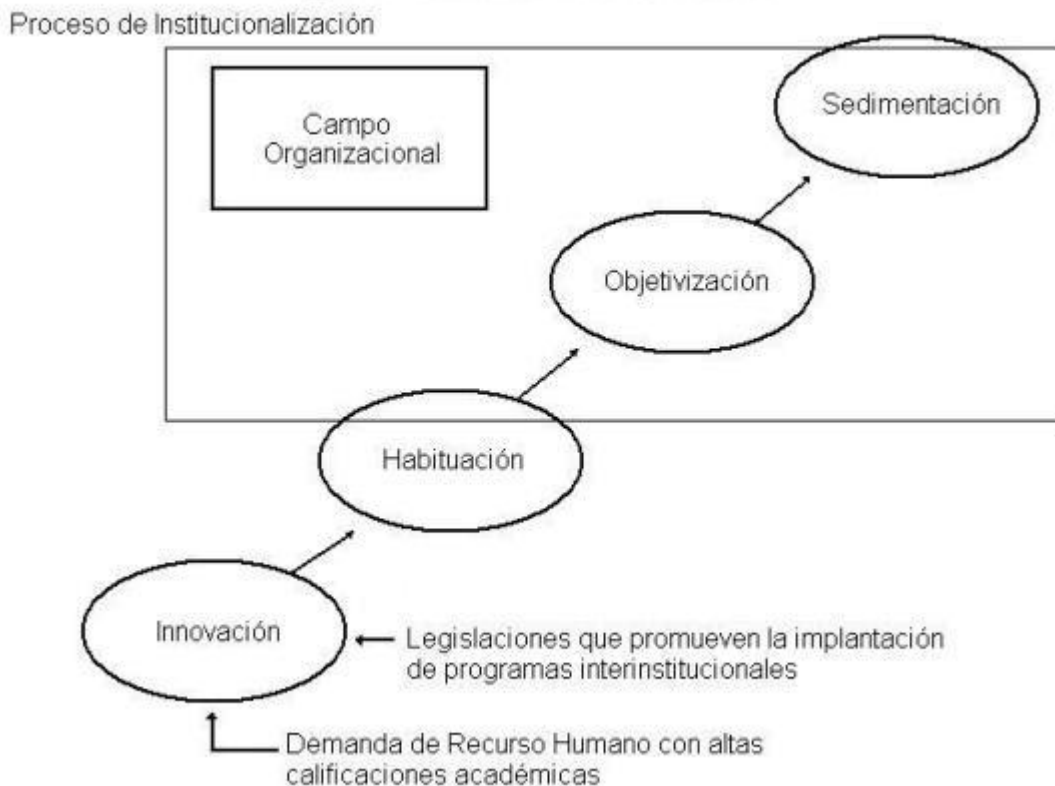 Proceso de Institucionalización
Campo
Organizacional
Sedimentación
Objetivización
Habituación
Innovación
Legislaciones que promueven la implantación
de programas interinstitucionales
Demanda de Recurso Humano con altas
calificaciones académicas